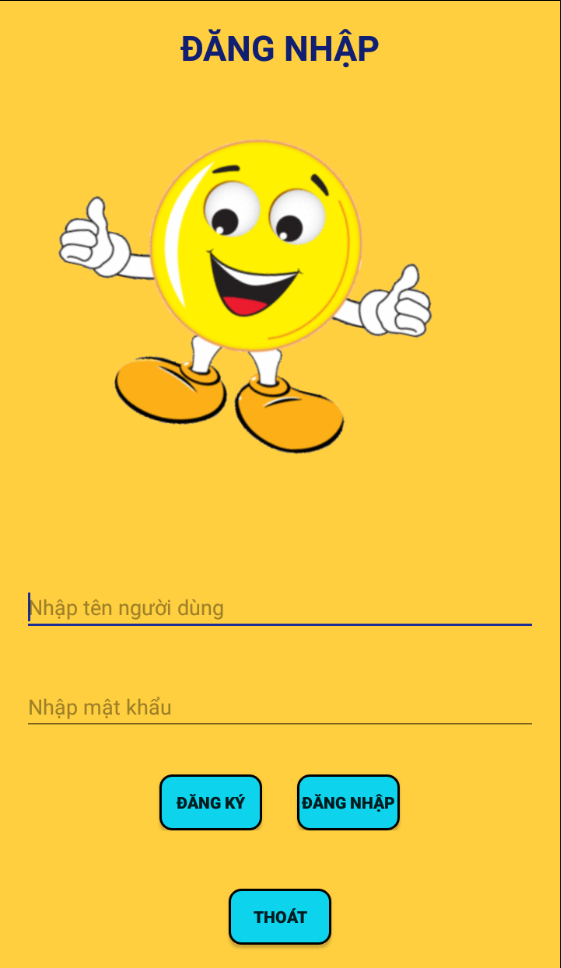 ĐĂNG NHẬP
Nhập tên người dùng
Nhập mật khẩu
ĐĂNG KÝ
ĐĂNG NHẬP
THOÁT